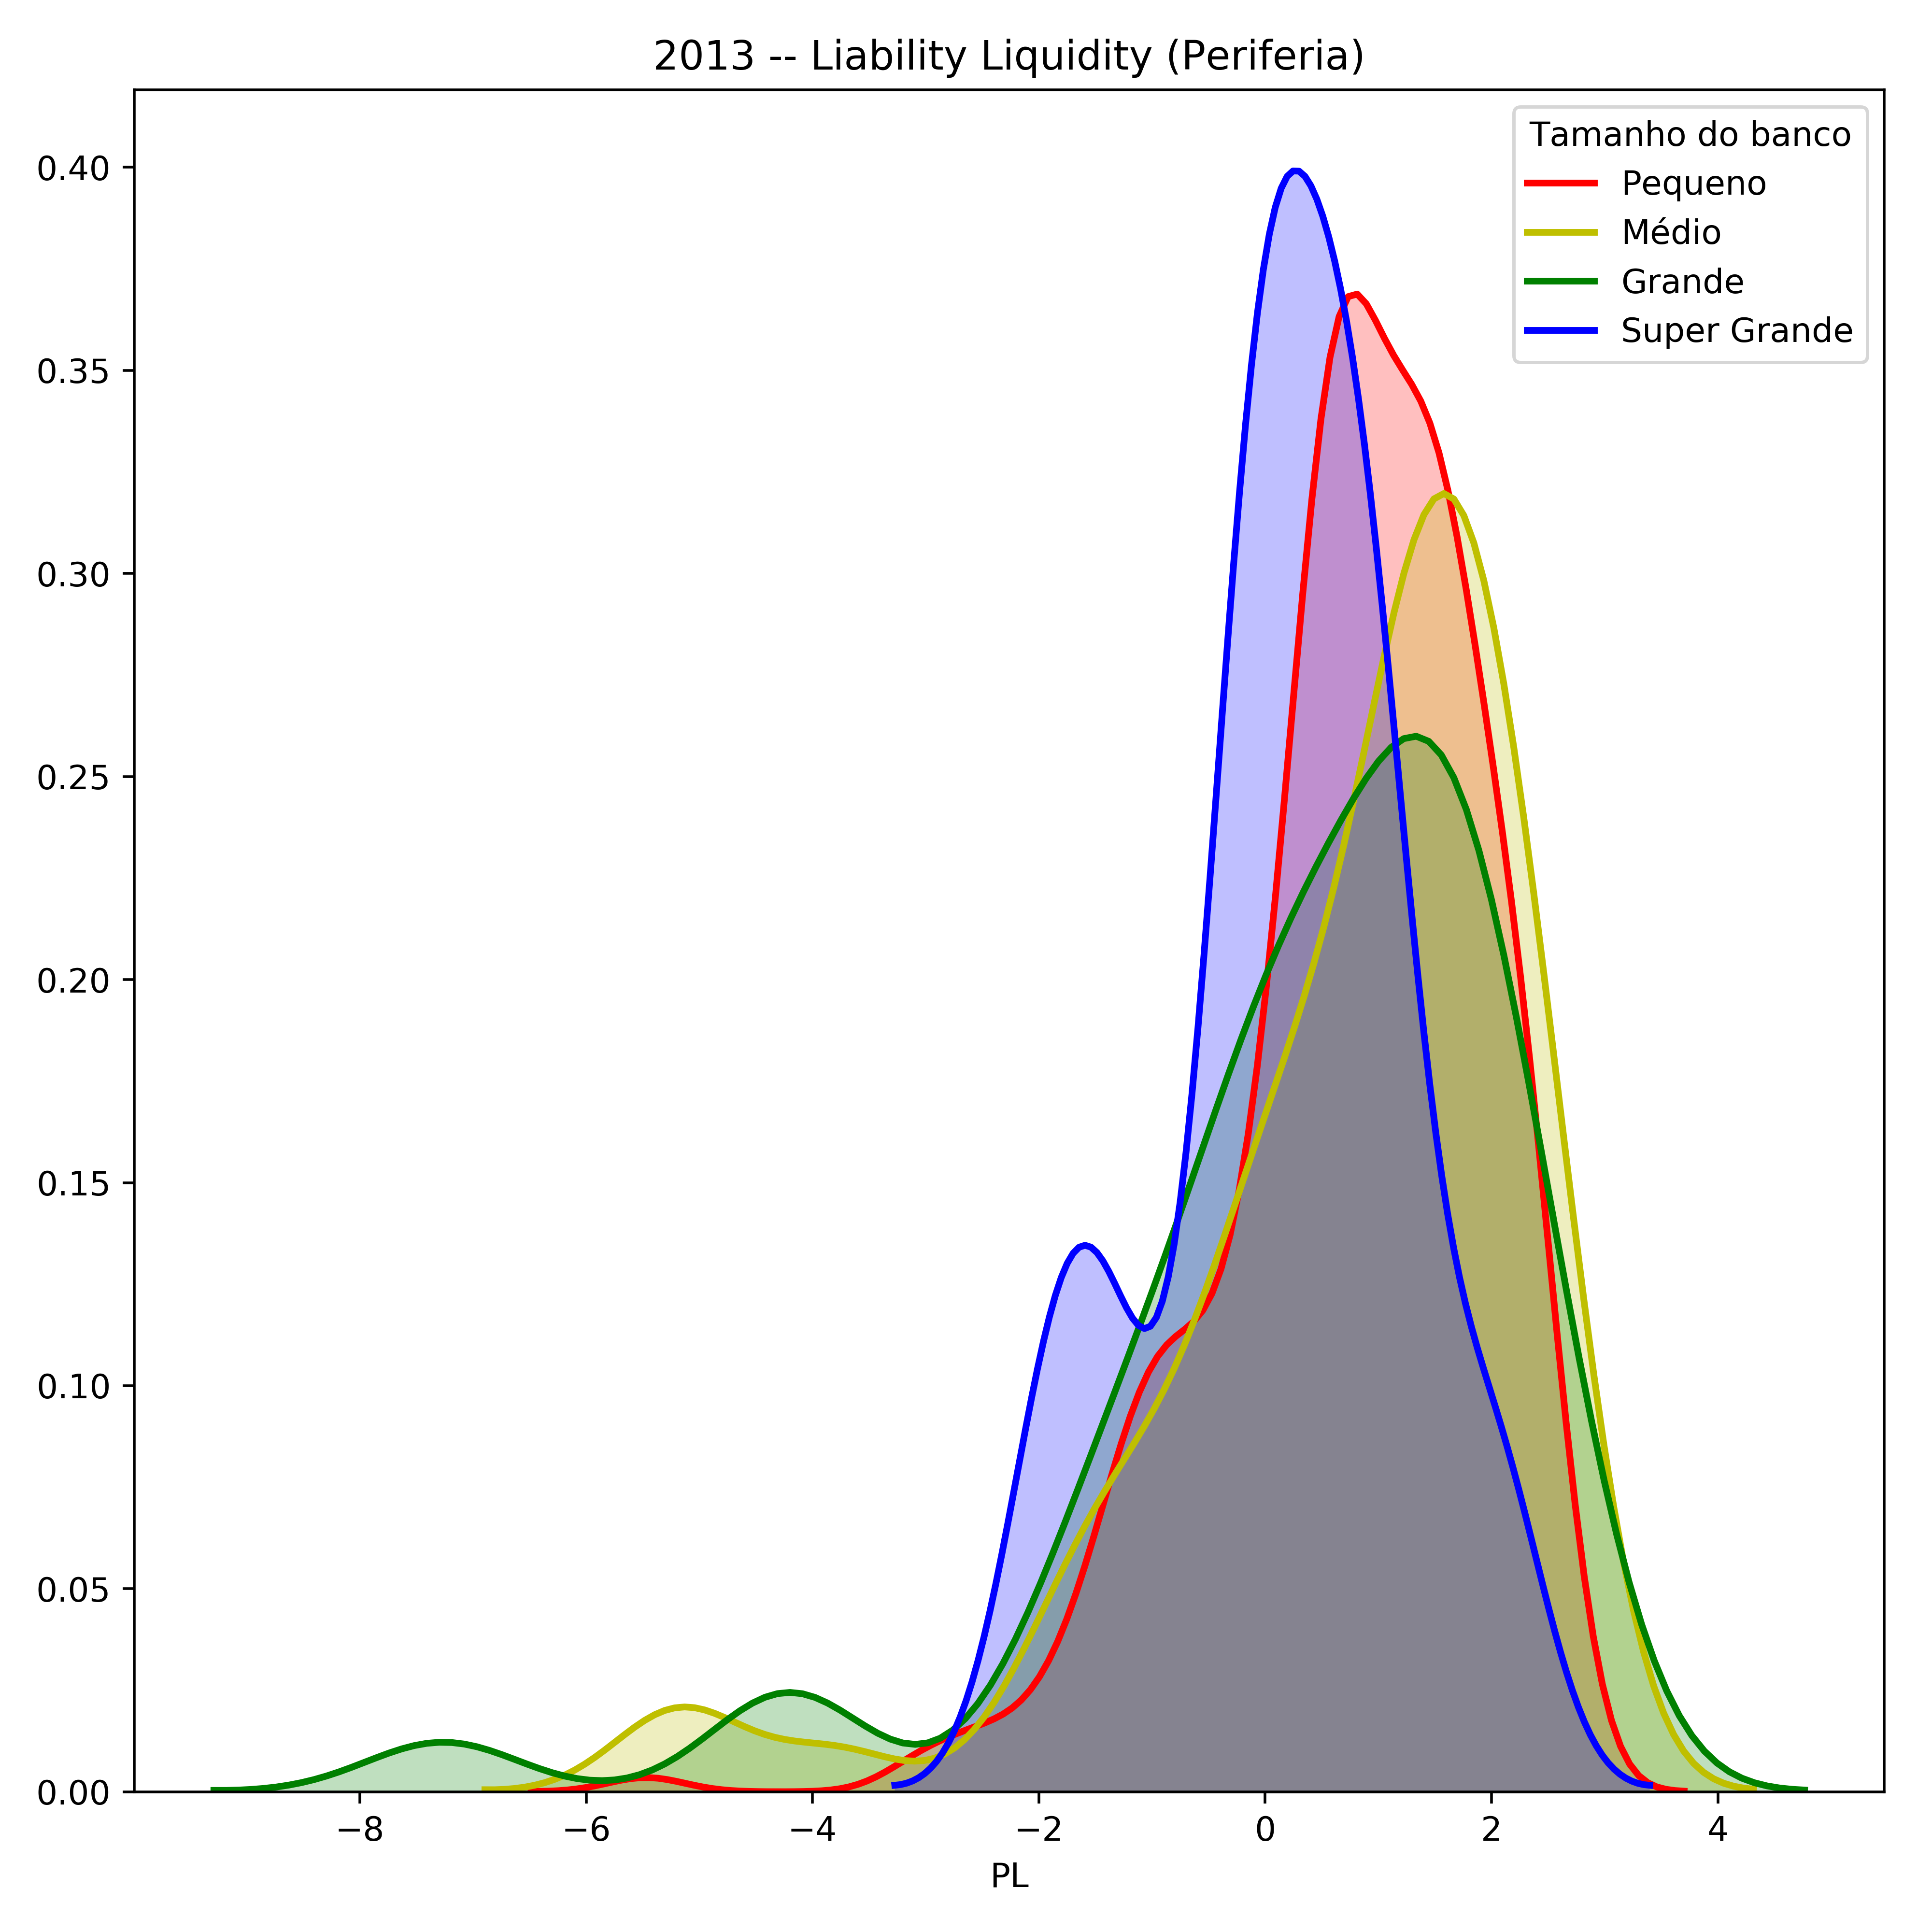 2013 -- Liability Liquidity (Periferia)
Tamanho do banco
Pequeno
Médio
Grande
Super Grande
0.40
0.35
0.30
0.25
0.20
0.15
0.10
0.05
0.00
−8 −6 −4 −2 0 2 4
PL